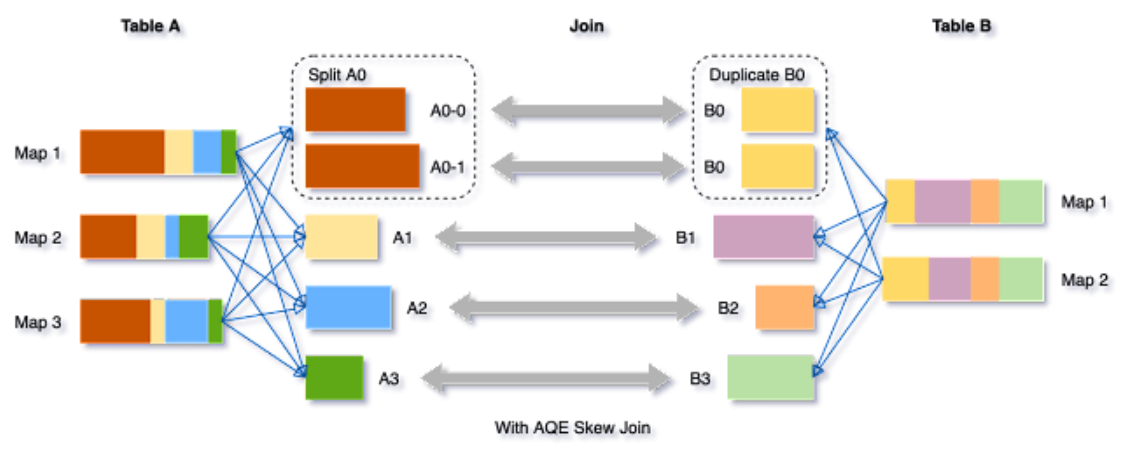 Table A
Join
Table B
Split A0
Duplicate B0
A0-0
B0
Map 1
A0-1
B0
Map 1
Map 2
A1
B1
Map 2
Map 3
A2
B2
A3
B3
With AQE Skew Join